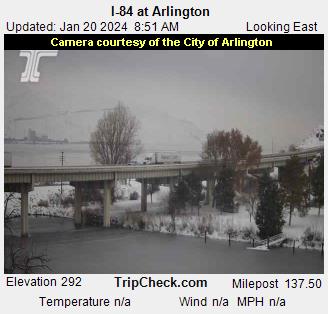 I-84 at Arlington
Updated: Jan 20 2024 8:51 AM Looking East
Camera courtesy of the City of Arlington
Elevation 292 TripCheck.com Milepost 137.50
Temperature n/a Wind n/a MPH n/a